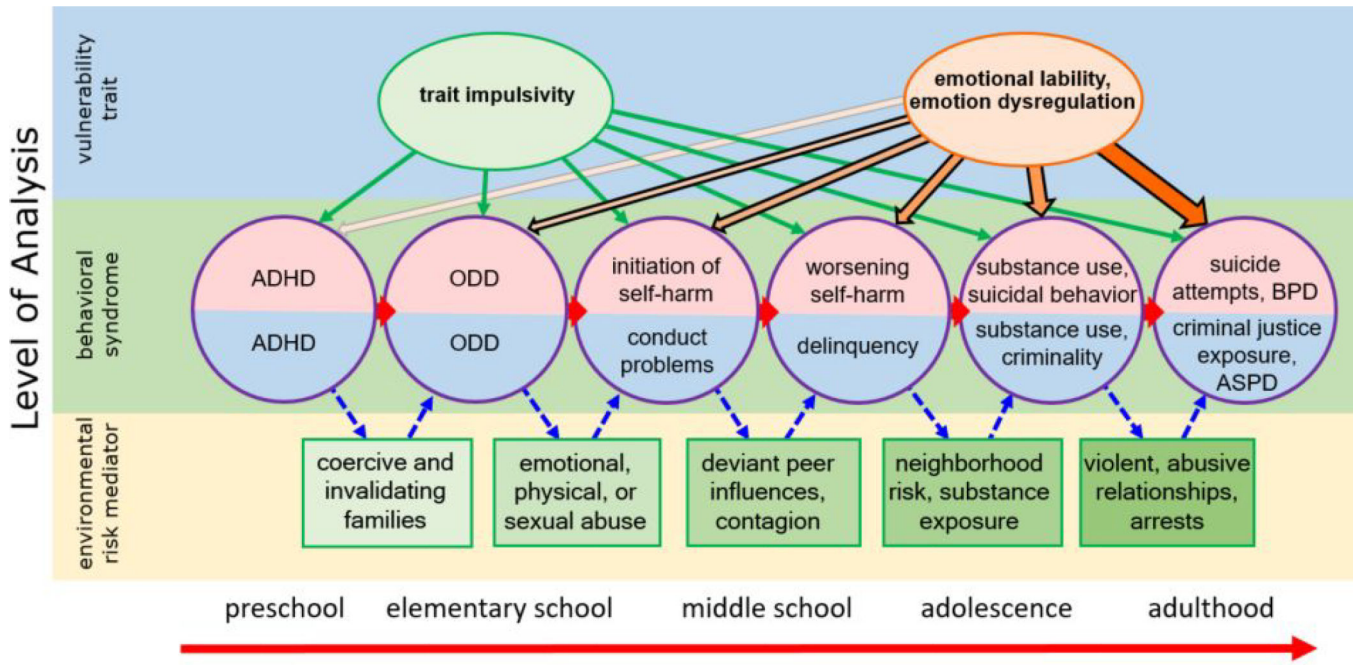 Level of Analysis
vulnerability
trait
trait impulsivity
emotional lability,
emotion dysregulation
behavioral
syndrome
ADHD
ADHD
ODD
ODD
initiation of
self-harm
conduct
problems
worsening
self-harm
delinquency
substance use,
suicidal behavior
substance use,
criminality
suicide
attempts, BPD
criminal justice
exposure,
ASPD
environmental
risk mediator
coercive and
invalidating
families
emotional,
physical, or
sexual abuse
deviant peer
influences,
contagion
neighborhood
risk, substance
exposure
violent, abusive
relationships,
arrests
preschool
elementary school
middle school
adolescence
adulthood